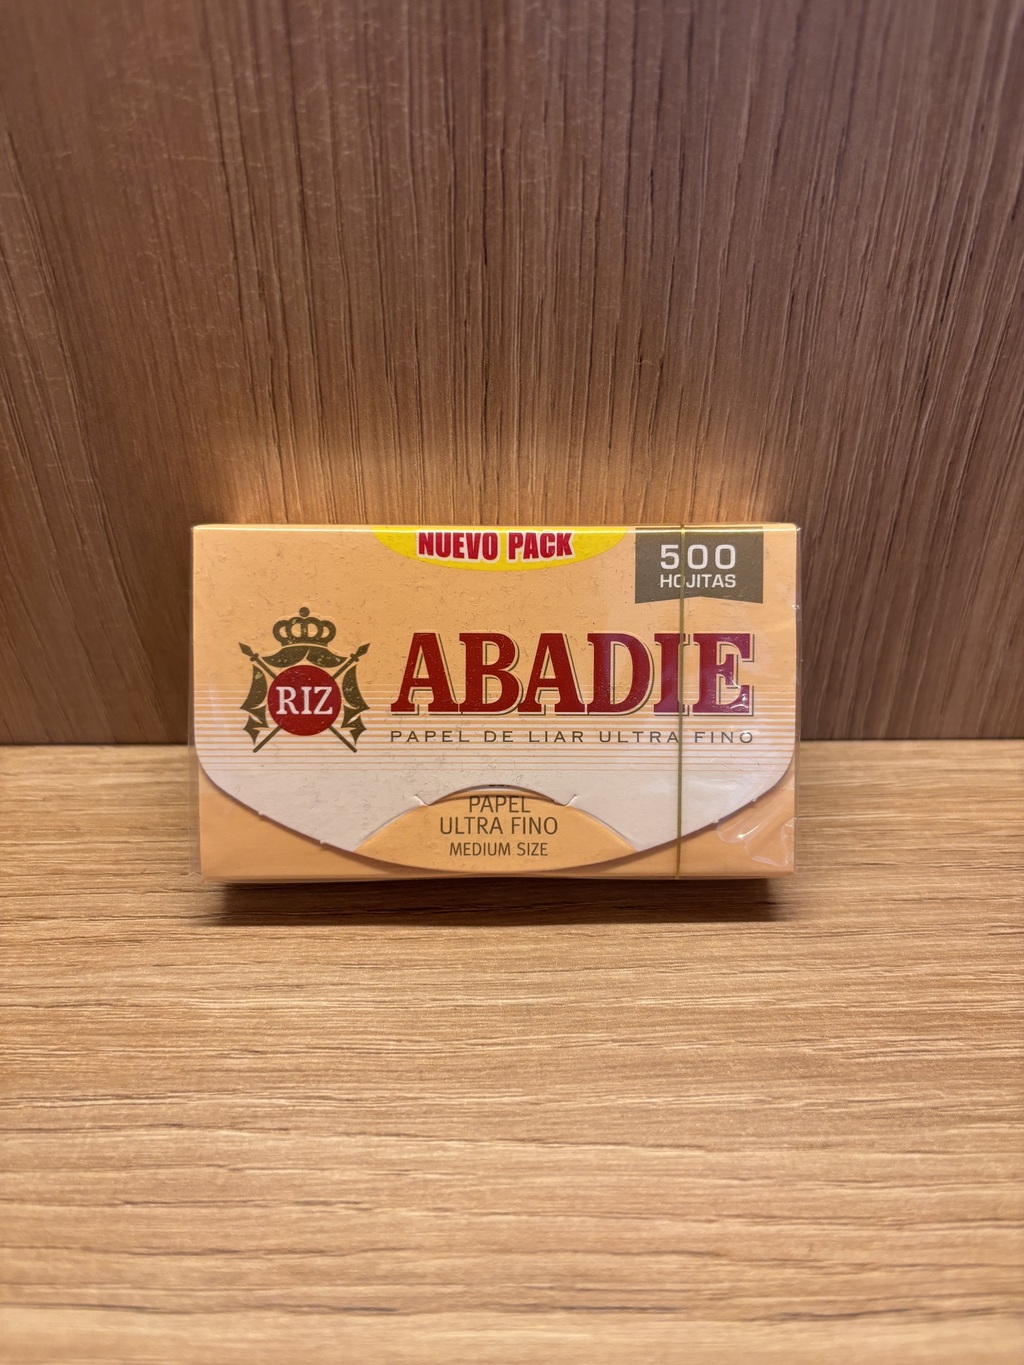 NUEVO PACK
500
HOJITAS
RIZ
ABADIE
PAPEL DE LIAR ULTRA FINO
PAPEL
ULTRA FINO
MEDIUM SIZE